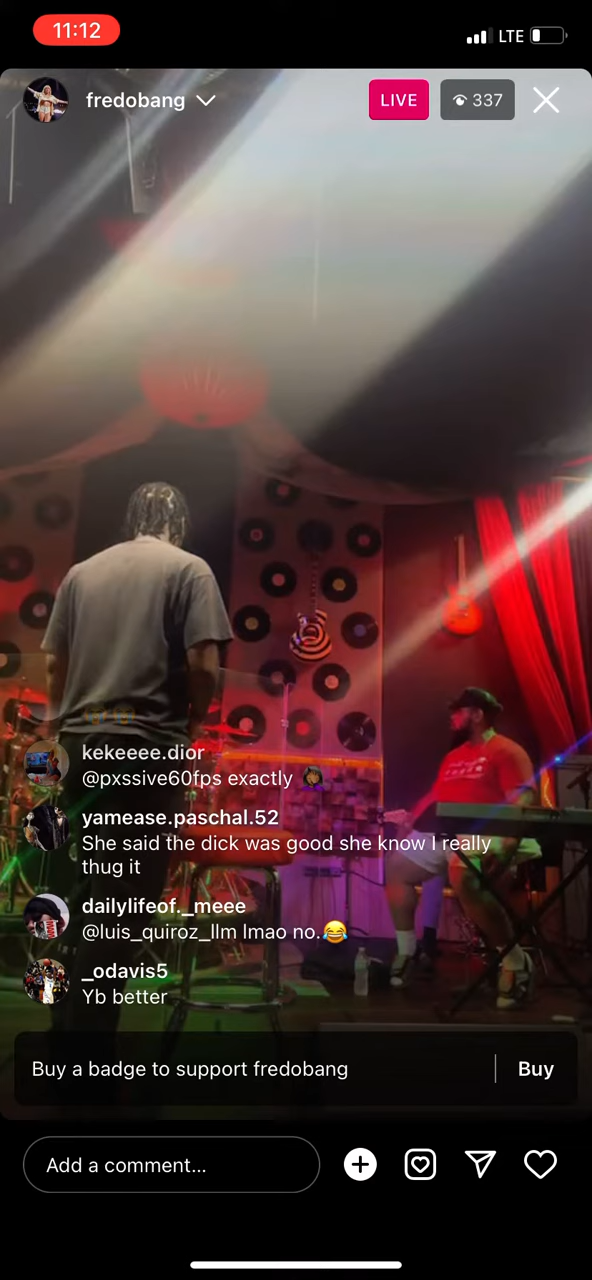 11:12
LTE
fredobang
LIVE
337
kekeeee.dior
@pxssive60fps exactly
yamease.paschal.52
She said the dick was good she know I really
thug it
dailylifeof._meee
@luis_quiroz_llm lmao no.😂
_odavis5
Yb better
Buy a badge to support fredobang
Buy
Add a comment...